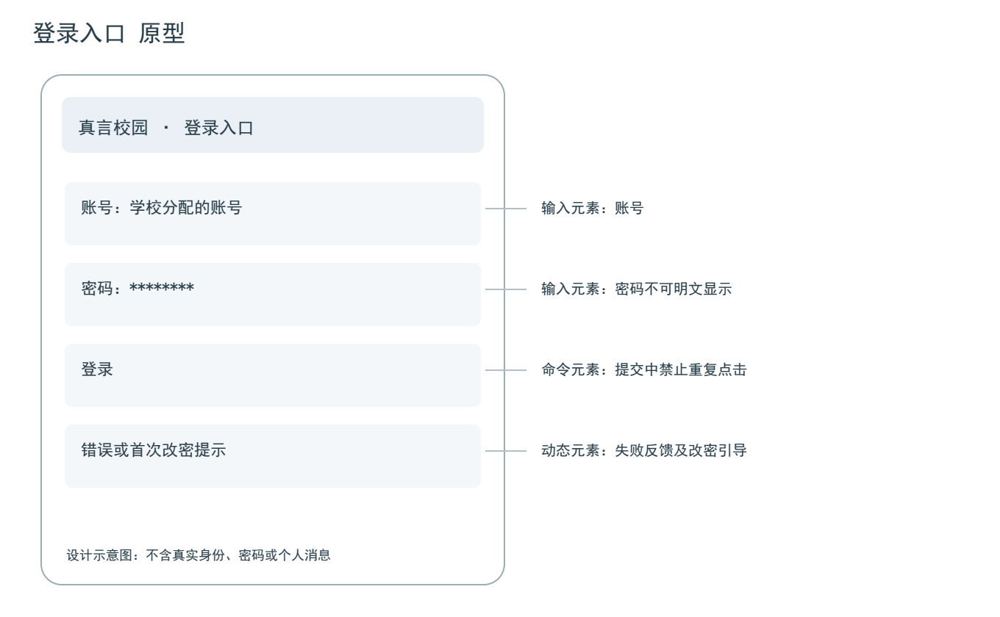 登录入口 原型
真言校园 · 登录入口
账号：学校分配的账号
输入元素：账号
密码：********
输入元素：密码不可明文显示
登录
命令元素：提交中禁止重复点击
错误或首次改密提示
动态元素：失败反馈及改密引导
设计示意图：不含真实身份、密码或个人消息